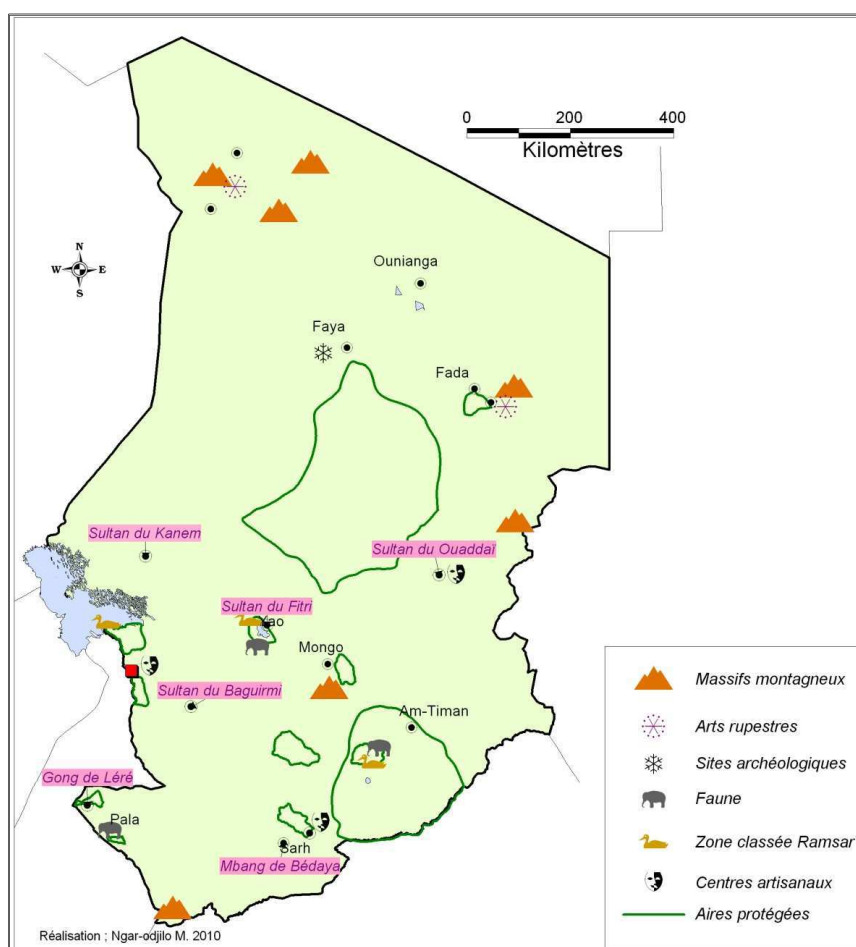 0 200 400
Kilomètres
N
W E
S
Ounianga
Faya
Fada
Sultan du Kanem
Sultan du Ouaddaï
Sultan du Fitri
Yao
Mongo
Sultan du Baguirmi
Am-Timan
Gong de Léré
Pala
Sarh
Mbang de Bédaya
Massifs montagneux
Arts rupestres
Sites archéologiques
Faune
Zone classée Ramsar
Centres artisanaux
Aires protégées
Réalisation ; Ngar-odjilo M. 2010